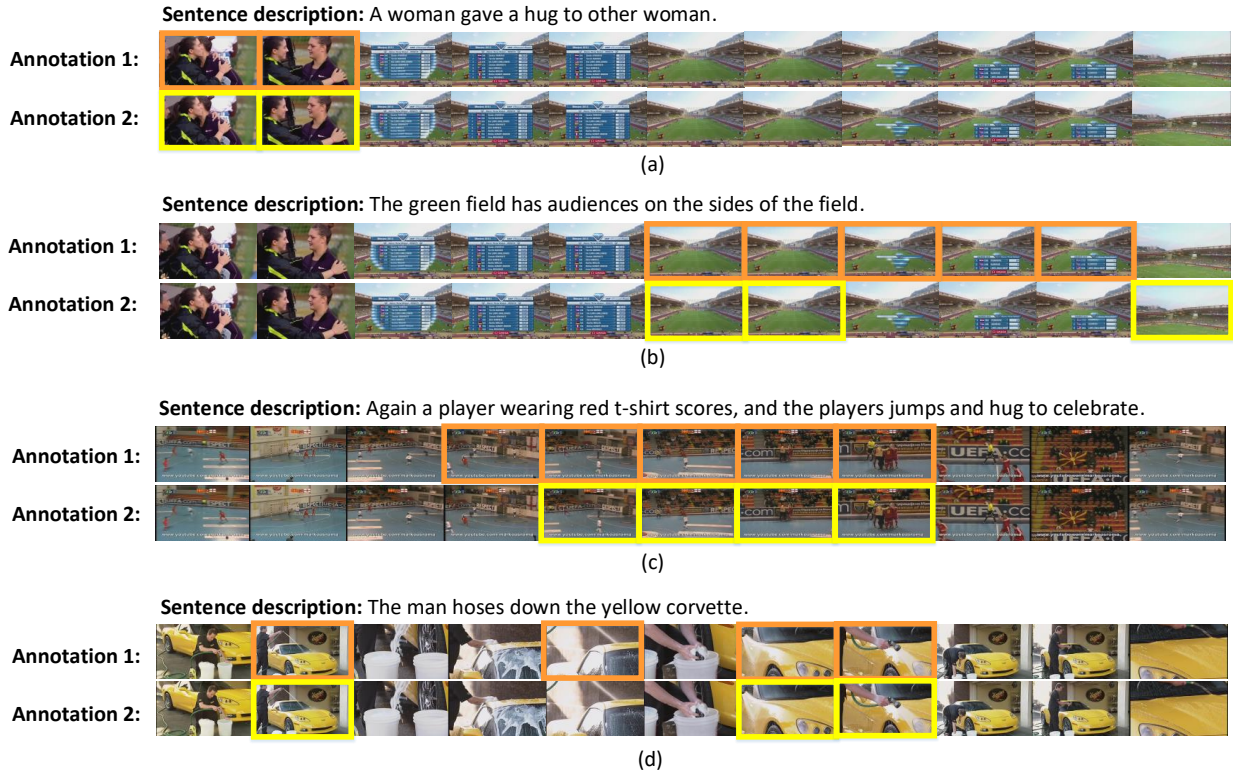 Sentence description: A woman gave a hug to other woman.
Annotation 1:
Annotation 2:
(a)
Sentence description: The green field has audiences on the sides of the field.
Annotation 1:
Annotation 2:
(b)
Sentence description: Again a player wearing red t-shirt scores, and the players jumps and hug to celebrate.
Annotation 1:
Annotation 2:
(c)
Sentence description: The man hoses down the yellow corvette.
Annotation 1:
Annotation 2:
(d)